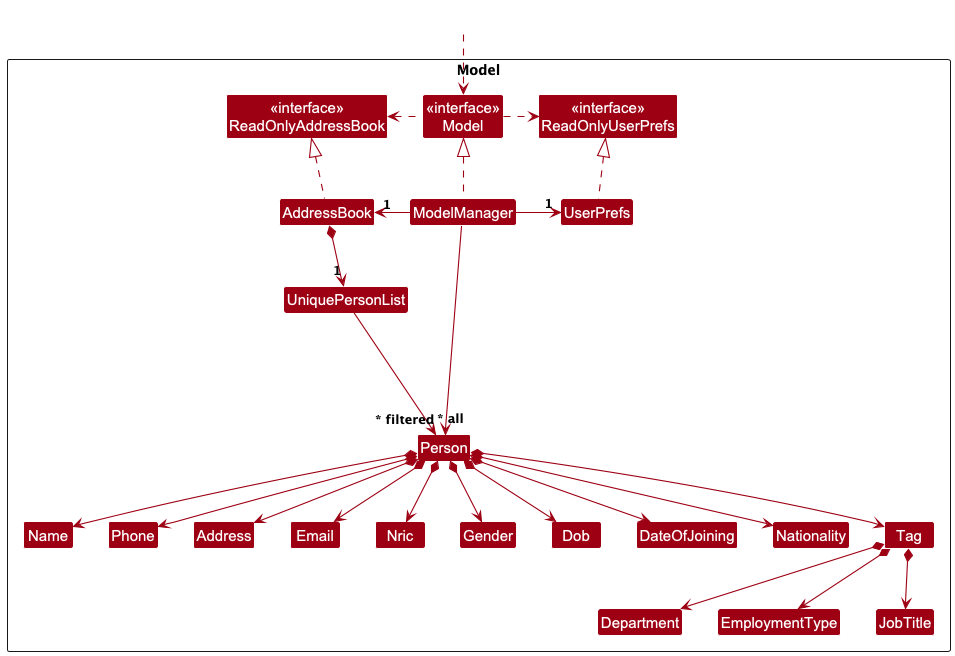 Model
«interface»
ReadOnlyAddressBook
«interface»
Model
«interface»
ReadOnlyUserPrefs
AddressBook
1
ModelManager
1
UserPrefs
1
UniquePersonList
* filtered
* all
Person
Name
Phone
Address
Email
Nric
Gender
Dob
DateOfJoining
Nationality
Tag
Department
EmploymentType
JobTitle